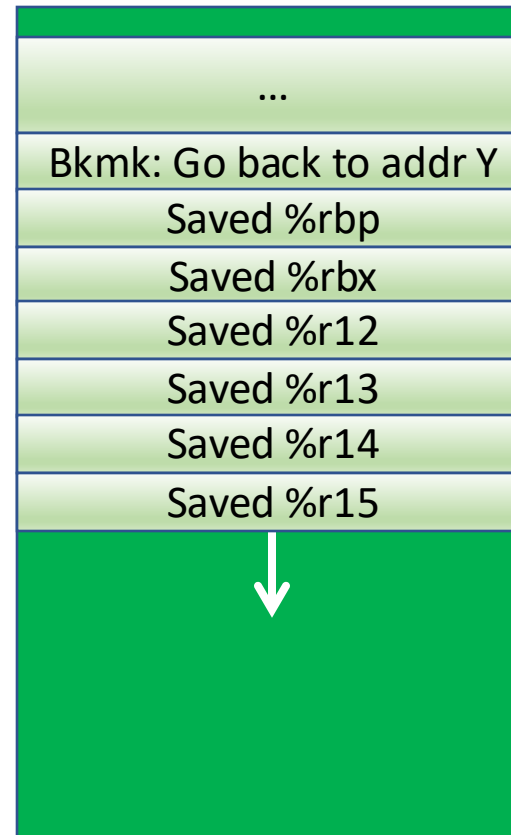 …
Bkmk: Go back to addr Y
Saved %rbp
Saved %rbx
Saved %r12
Saved %r13
Saved %r14
Saved %r15